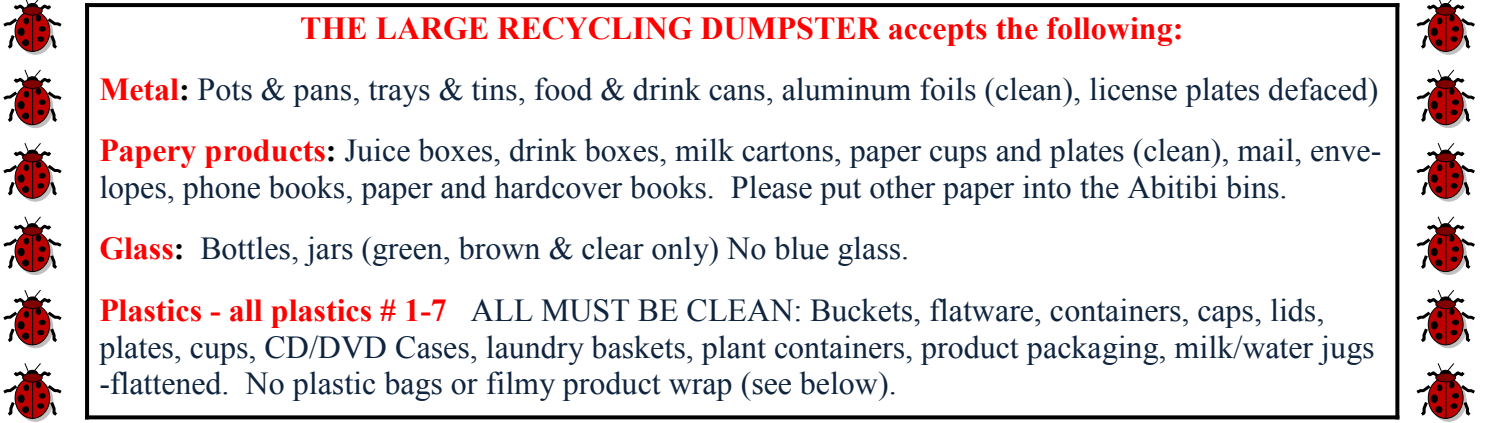 THE LARGE RECYCLING DUMPSTER accepts the following:
Metal: Pots & pans, trays & tins, food & drink cans, aluminum foils (clean), license plates defaced)
Papery products: Juice boxes, drink boxes, milk cartons, paper cups and plates (clean), mail, enve-
lopes, phone books, paper and hardcover books.  Please put other paper into the Abitibi bins.
Glass:  Bottles, jars (green, brown & clear only) No blue glass.
Plastics - all plastics # 1-7   ALL MUST BE CLEAN: Buckets, flatware, containers, caps, lids,
plates, cups, CD/DVD Cases, laundry baskets, plant containers, product packaging, milk/water jugs
-flattened.  No plastic bags or filmy product wrap (see below).